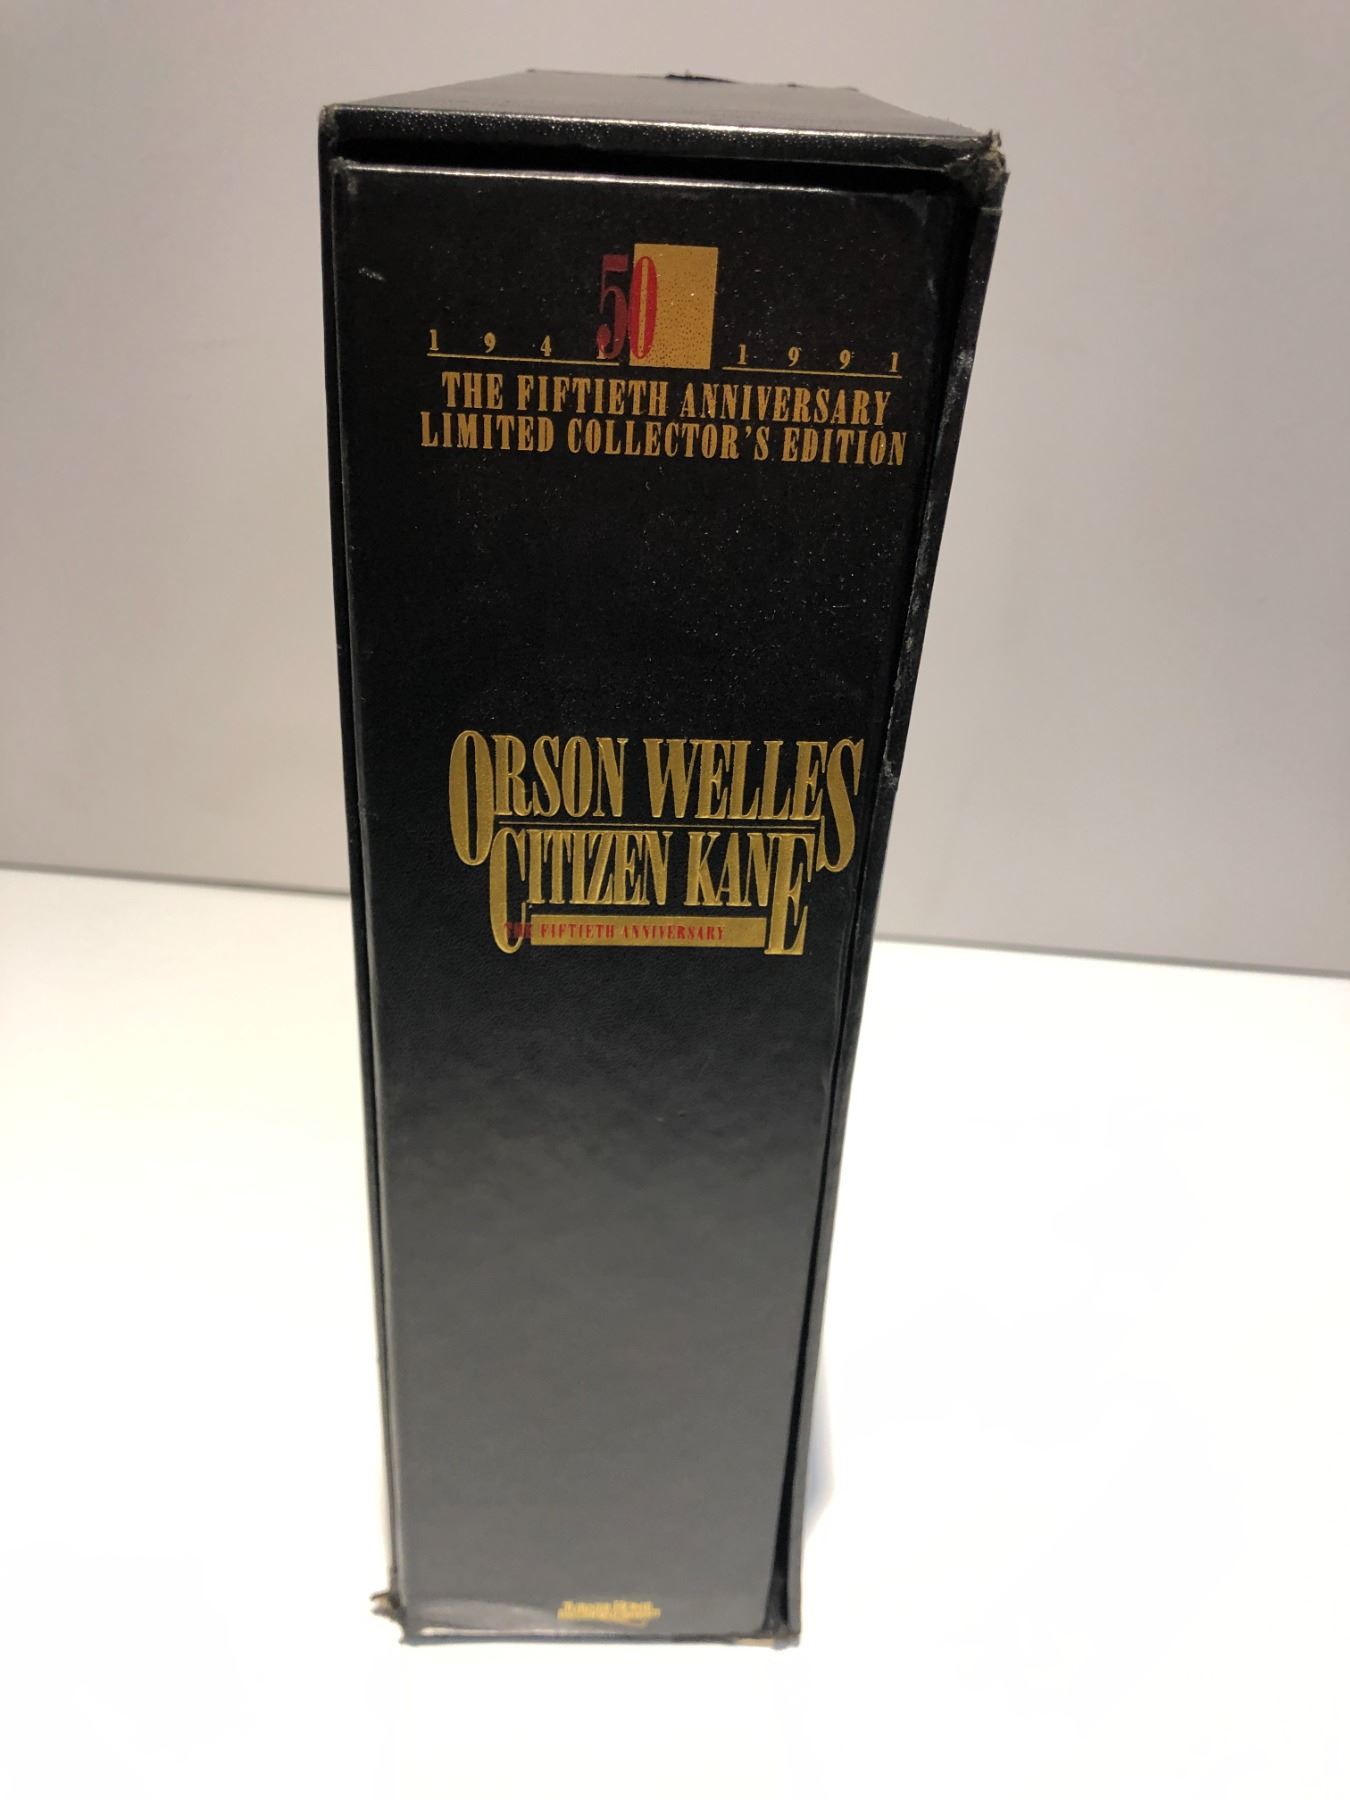 50
1941 1991
THE FIFTIETH ANNIVERSARY
LIMITED COLLECTOR'S EDITION
ORSON WELLES
CITIZEN KANE
THE FIFTIETH ANNIVERSARY